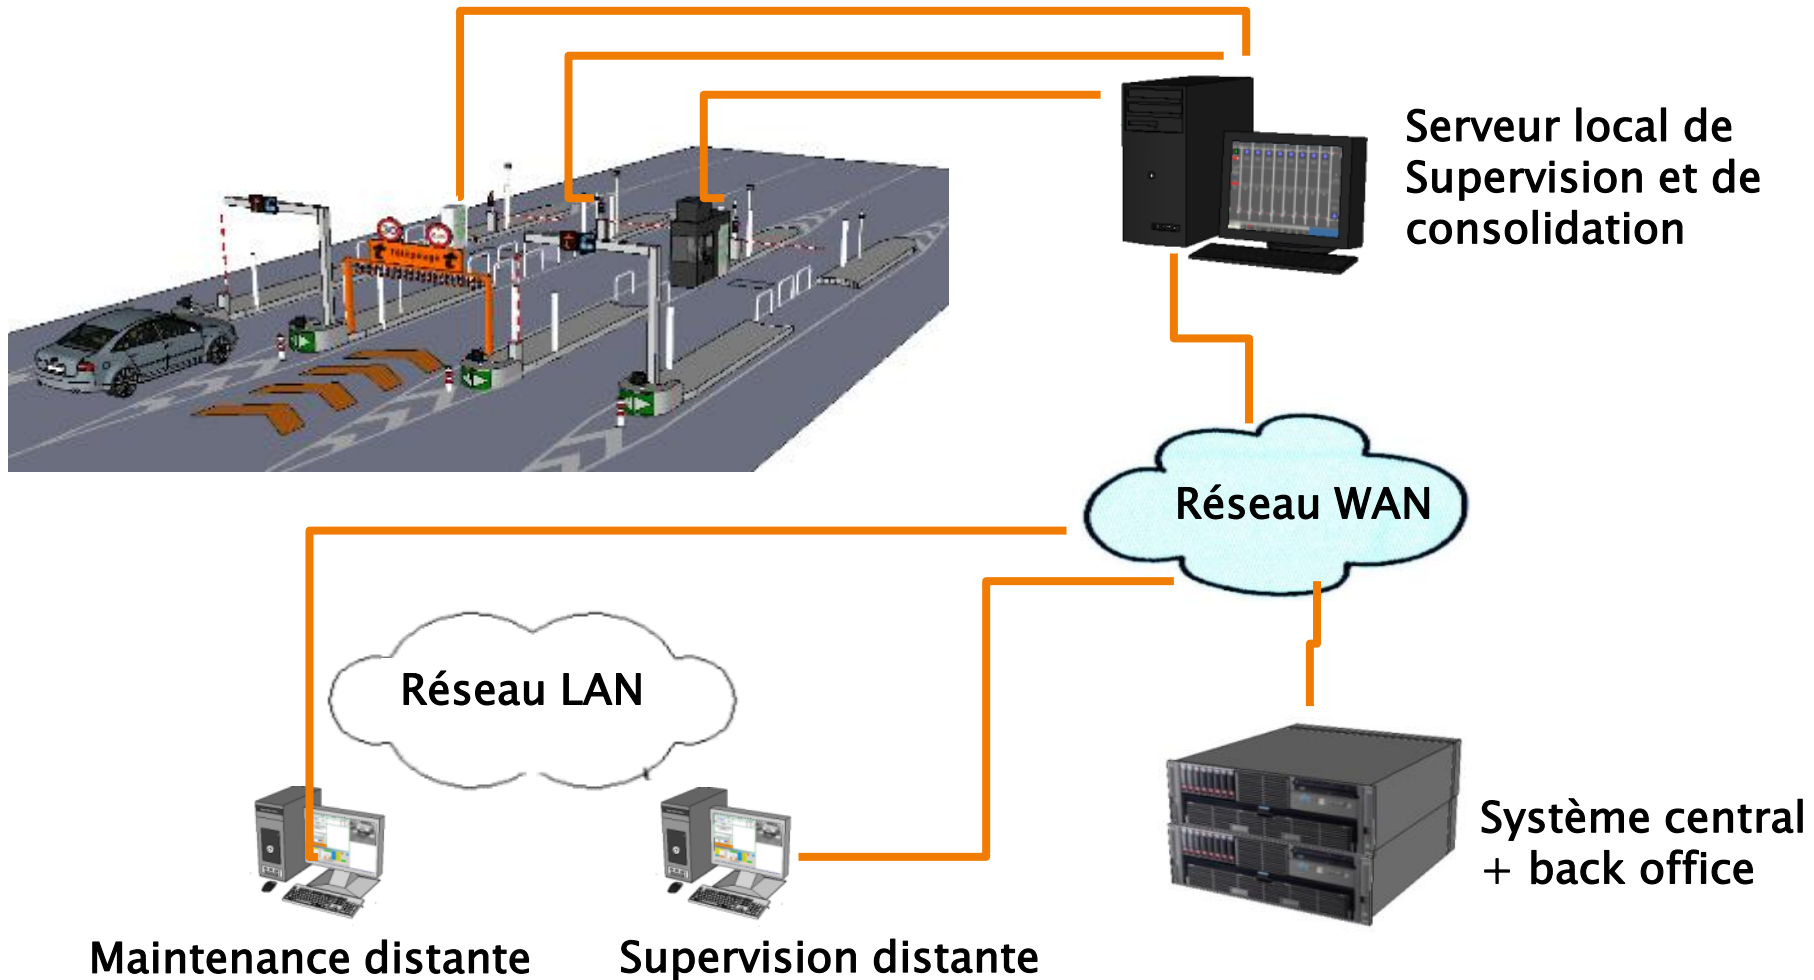 Serveur local de
Supervision et de
consolidation
Télépéage
Réseau WAN
Réseau LAN
Système central
+ back office
Maintenance distante
Supervision distante